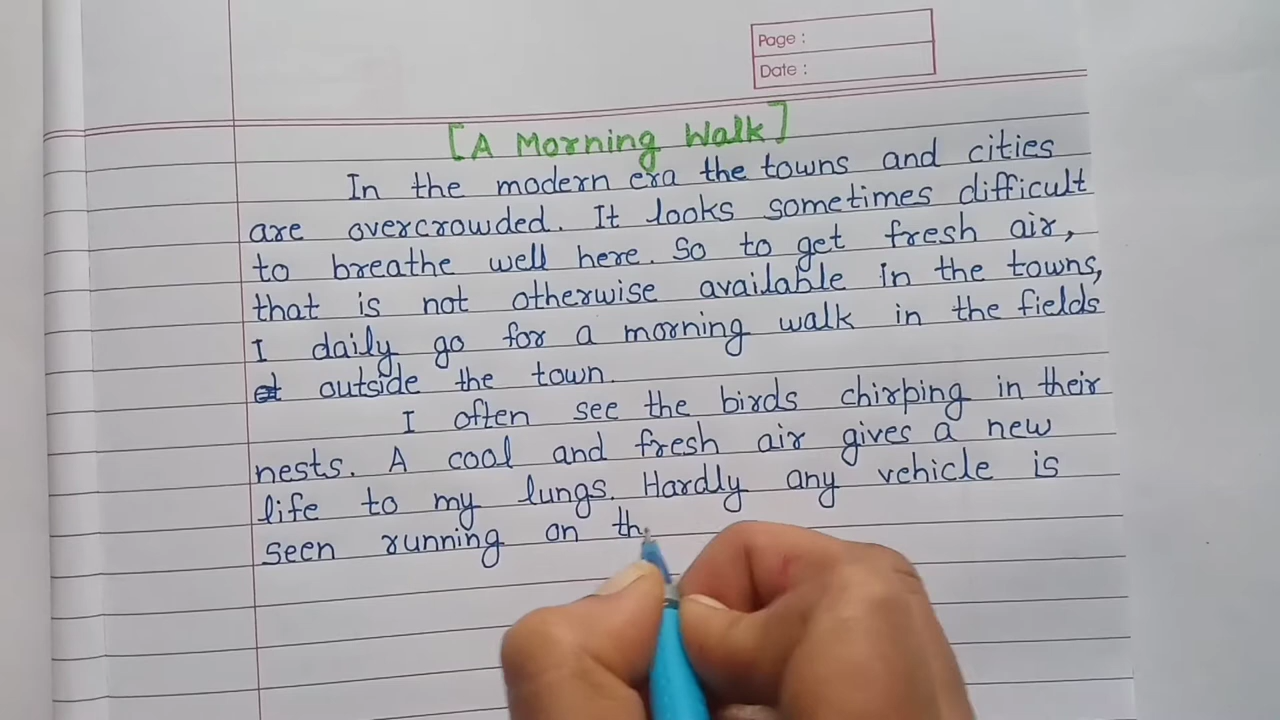 Page :
Date :
[A Morning Walk]
In the modern era the towns and cities
are overcrowded. It looks sometimes difficult
to breathe well here. So to get fresh air,
that is not otherwise available in the towns,
I daily go for a morning walk in the fields
outside the town.
I often see the birds chirping in their
nests. A cool and fresh air gives a new
life to my lungs. Hardly any vehicle is
seen running on th